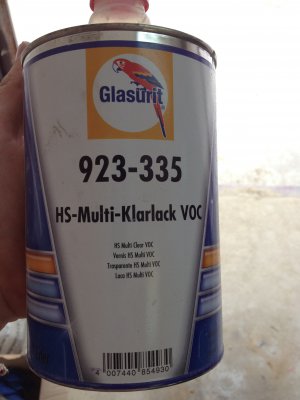 Glasurit
923-335
HS-Multi-Klarlack VOC
HS Multi Clear VOC
Vernis HS Multi VOC
Trasparente HS Multi VOC
Laca HS Multi VOC
4 007440 854930